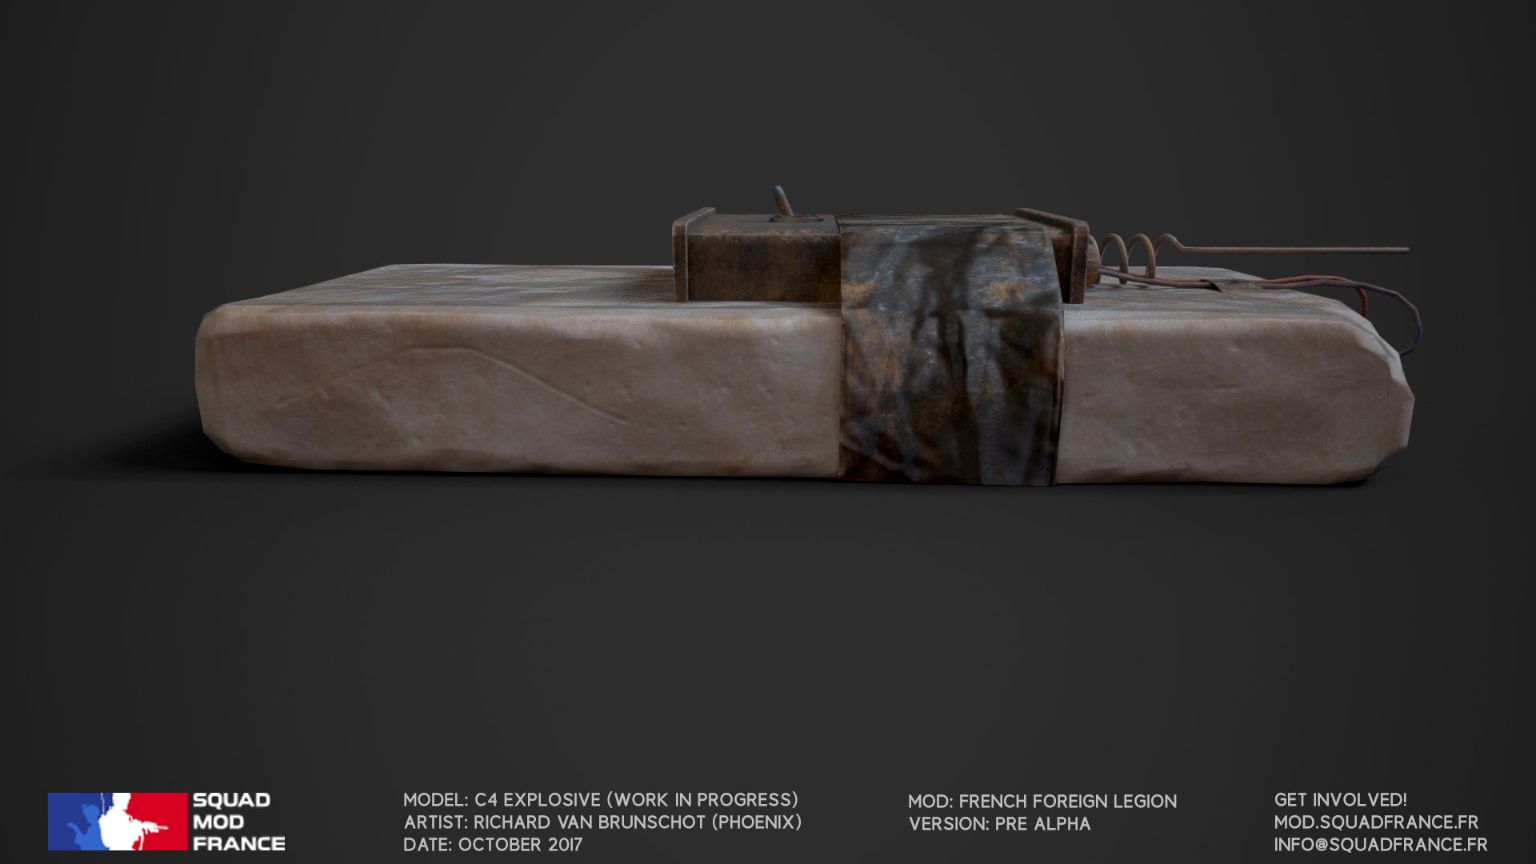 SQUAD
MOD
FRANCE
MODEL: C4 EXPLOSIVE (WORK IN PROGRESS)
ARTIST: RICHARD VAN BRUNSCHOT (PHOENIX)
DATE: OCTOBER 2017
MOD: FRENCH FOREIGN LEGION
VERSION: PRE ALPHA
GET INVOLVED!
MOD.SQUADFRANCE.FR
INFO@SQUADFRANCE.FR